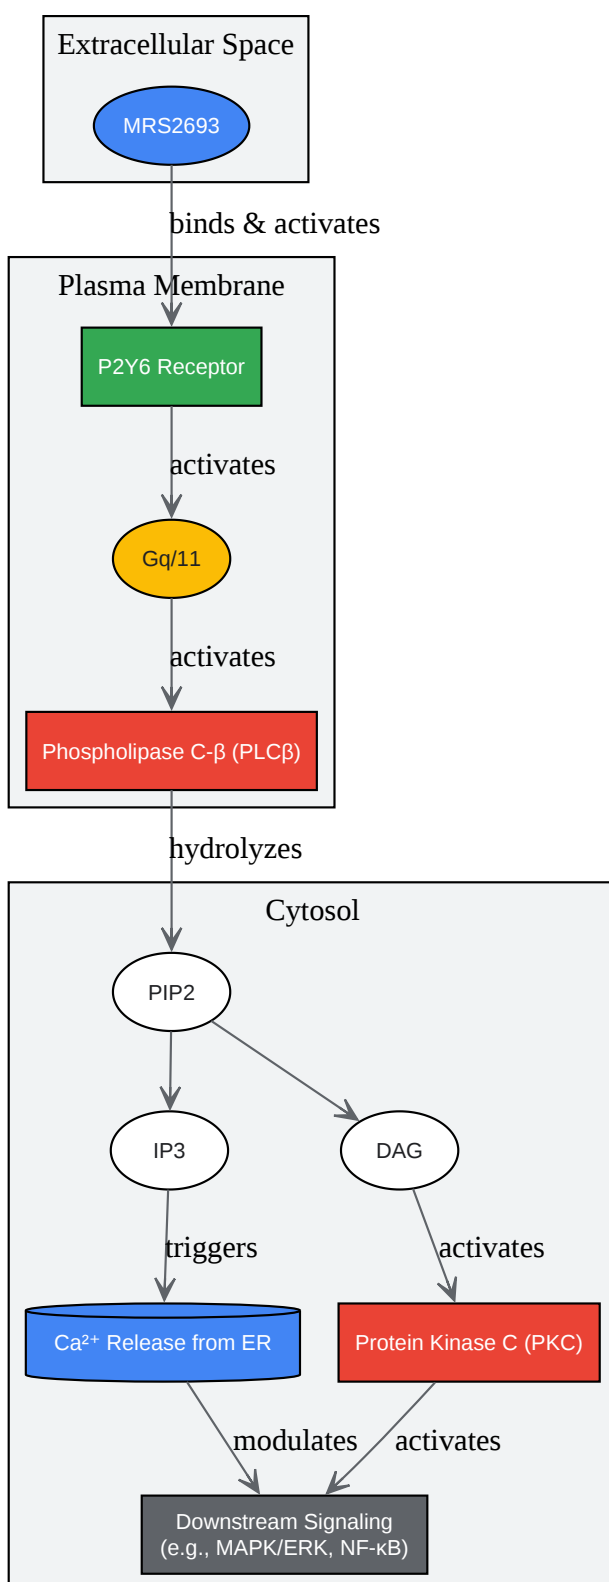 Extracellular Space
MRS2693
binds & activates
Plasma Membrane
P2Y6 Receptor
activates
Gq/11
activates
Phospholipase C-β (PLCβ)
hydrolyzes
Cytosol
PIP2
IP3
DAG
triggers
activates
Ca²⁺ Release from ER
Protein Kinase C (PKC)
modulates
activates
Downstream Signaling
(e.g., MAPK/ERK, NF-κB)